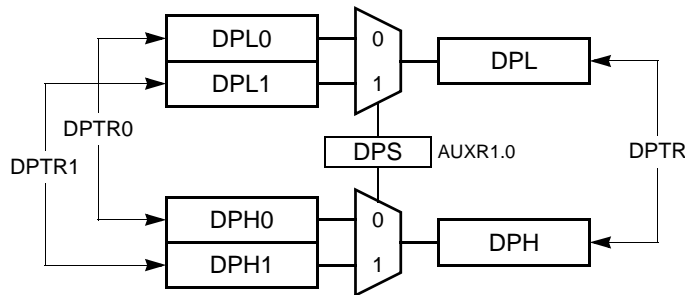 DPL0 0 DPL
DPL1 1
DPTR0
DPS AUXR1.0 DPTR
DPTR1
DPH0 0 DPH
DPH1 1